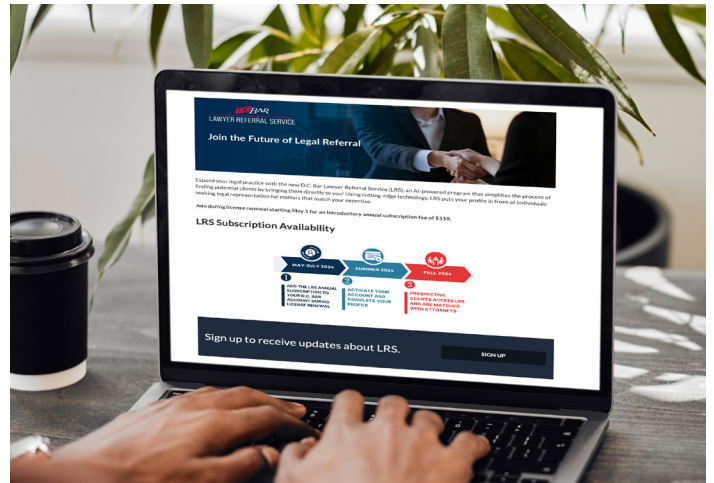 BAR
LAWYER REFERRAL SERVICE
Join the Future of Legal Referral
Expand your legal practice with the new D.C. Bar Lawyer Referral Service (LRS), an AI-powered program that simplifies the process of
finding potential clients by bringing them directly to you! Using cutting-edge technology, LRS puts your profile in front of individuals
seeking legal representation for matters that match your expertise.
Join during license renewal starting May 1 for an introductory annual subscription fee of $119.
LRS Subscription Availability
MAY-JULY 2024
SUMMER 2024
FALL 2024
1
ADD THE LRS ANNUAL
SUBSCRIPTION TO
YOUR D.C. BAR
ACCOUNT DURING
LICENSE RENEWAL
2
ACTIVATE YOUR
ACCOUNT AND
COMPLETE YOUR
PROFILE
3
PROSPECTIVE
CLIENTS ACCESS LRS
AND ARE MATCHED
WITH ATTORNEYS
Sign up to receive updates about LRS.
SIGN UP